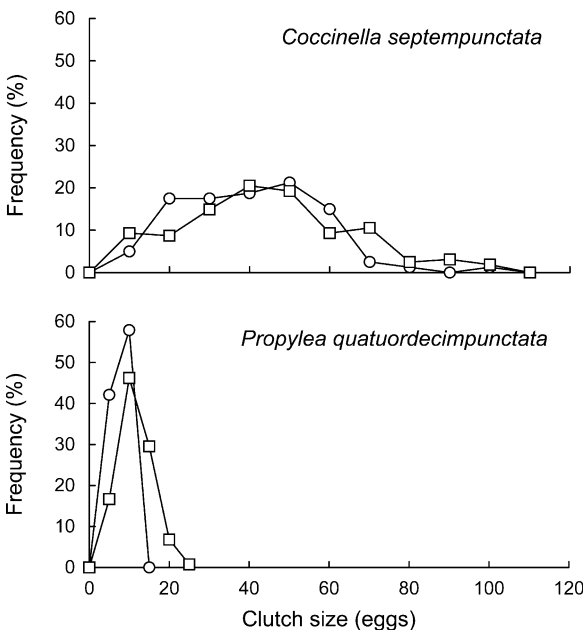 60
Coccinella septempunctata
50
40
30
20
10
0
Frequency (%)
60
Propylea quatuordecimpunctata
50
40
30
20
10
0
Frequency (%)
0 20 40 60 80 100 120
Clutch size (eggs)